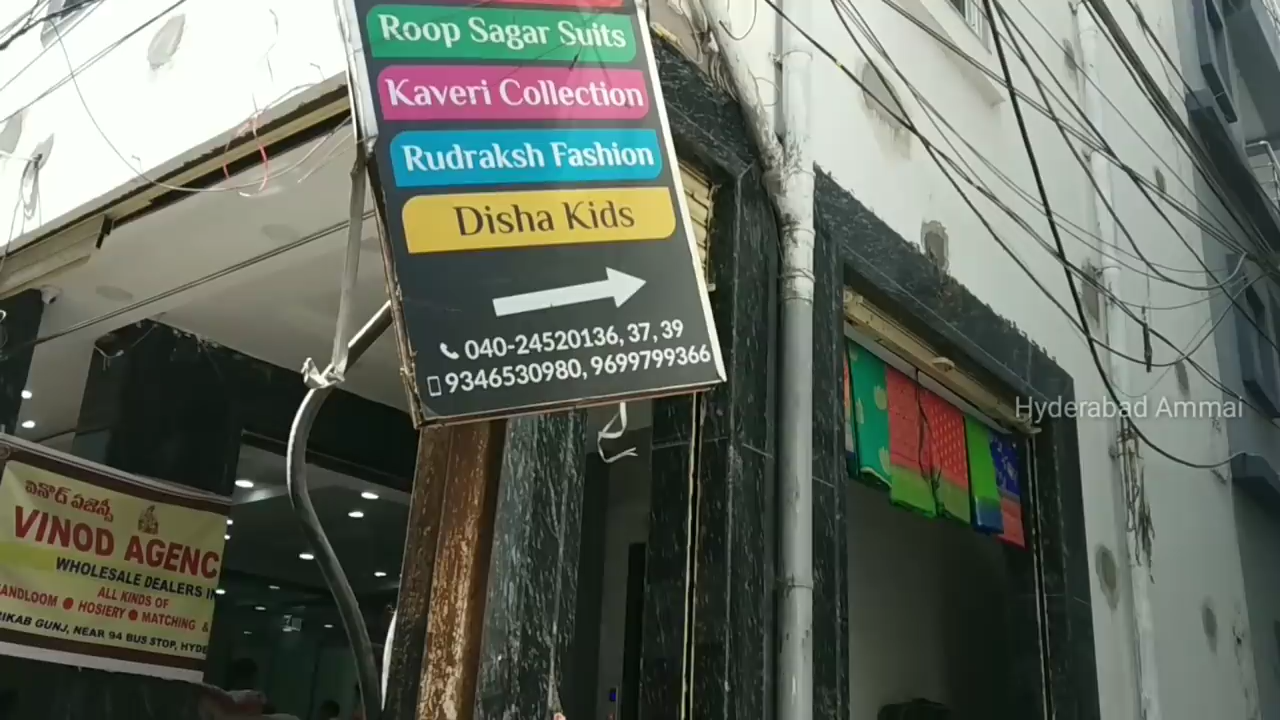 Roop Sagar Suits
Kaveri Collection
Rudraksh Fashion
Disha Kids
040-24520136, 37, 39
9346530980, 9699799366
Hyderabad Ammai
వినోద్ ఏజెన్సీ
VINOD AGENC
WHOLESALE DEALERS IN
ALL KINDS OF
ANDLOOM ● HOSIERY ● MATCHING &
RIKAB GUNJ, NEAR 94 BUS STOP, HYDE